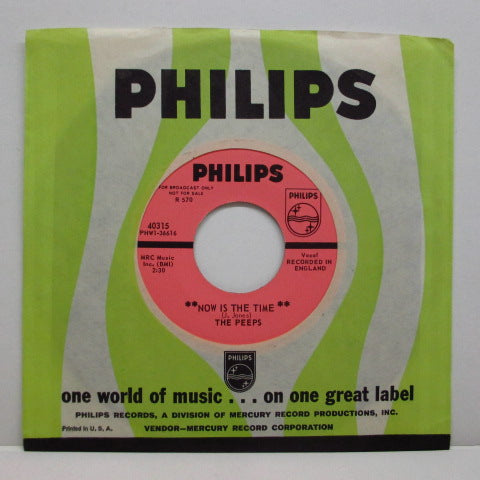 PHILIPS
PHILIPS
FOR BROADCAST ONLY
NOT FOR SALE
R 570
PHILIPS
40315
PHW1-36616
MRC Music
Inc. (BMI)
2:30
Vocal
RECORDED IN
ENGLAND
**NOW IS THE TIME**
(J. Jones)
THE PEEPS
PHILIPS
one world of music . . . on one great label
PHILIPS RECORDS, A DIVISION OF MERCURY RECORD PRODUCTIONS, INC.
Printed in U. S. A.
VENDOR—MERCURY RECORD CORPORATION